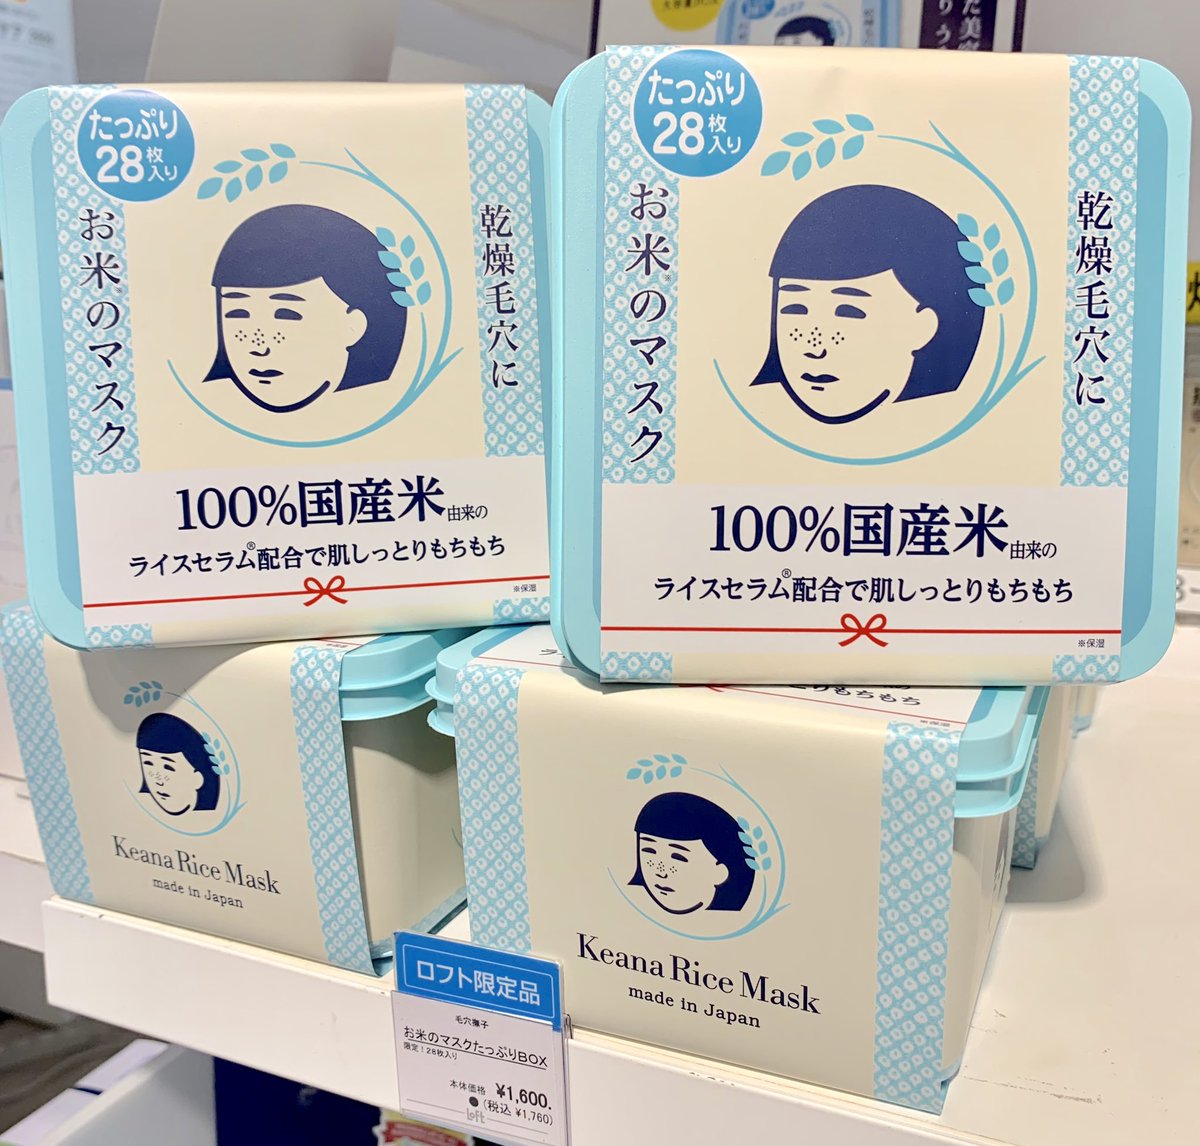 たっぷり
28枚入り
お米※のマスク
乾燥毛穴に
100%国産米由来の
ライスセラム®配合で肌しっとりもちもち
※保湿
たっぷり
28枚入り
お米※のマスク
乾燥毛穴に
100%国産米由来の
ライスセラム®配合で肌しっとりもちもち
※保湿
Keana Rice Mask
made in Japan
※保湿
Keana Rice Mask
made in Japan
ロフト限定品
毛穴撫子
お米のマスクたっぷりBOX
限定！28枚入り
本体価格 ¥1,600.
(税込 ¥1,760)
Loft